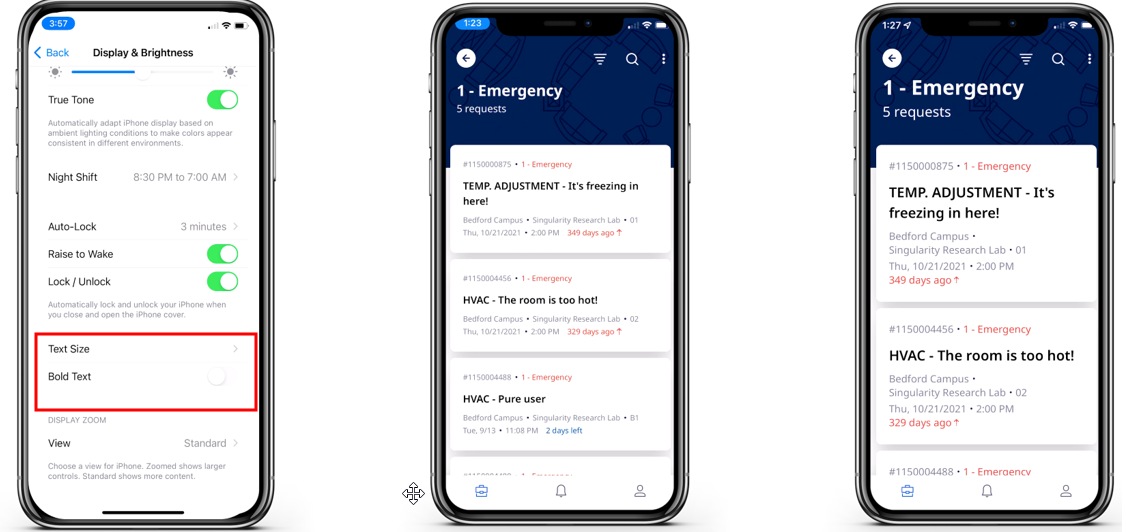 3:57
Back
Display & Brightness
True Tone
Automatically adapt iPhone display based on
ambient lighting conditions to make colors appear
consistent in different environments.
Night Shift 8:30 PM to 7:00 AM
Auto-Lock 3 minutes
Raise to Wake
Lock / Unlock
Automatically lock and unlock your iPhone when
you close and open the iPhone cover.
Text Size
Bold Text
DISPLAY ZOOM
View Standard
Choose a view for iPhone. Zoomed shows larger
controls. Standard shows more content.
1:23
1 - Emergency
5 requests
#1150000875 • 1 - Emergency
TEMP. ADJUSTMENT - It's freezing in
here!
Bedford Campus • Singularity Research Lab • 01
Thu, 10/21/2021 • 2:00 PM 349 days ago ↑
#1150004456 • 1 - Emergency
HVAC - The room is too hot!
Bedford Campus • Singularity Research Lab • 02
Thu, 10/21/2021 • 2:00 PM 329 days ago ↑
#1150004488 • 1 - Emergency
HVAC - Pure user
Bedford Campus • Singularity Research Lab • B1
Tue, 9/13 • 11:08 PM 2 days left
1:27
1 - Emergency
5 requests
#1150000875 • 1 - Emergency
TEMP. ADJUSTMENT - It's
freezing in here!
Bedford Campus •
Singularity Research Lab • 01
Thu, 10/21/2021 • 2:00 PM
349 days ago ↑
#1150004456 • 1 - Emergency
HVAC - The room is too hot!
Bedford Campus •
Singularity Research Lab • 02
Thu, 10/21/2021 • 2:00 PM
329 days ago ↑
#1150004488 • 1 - Emergency